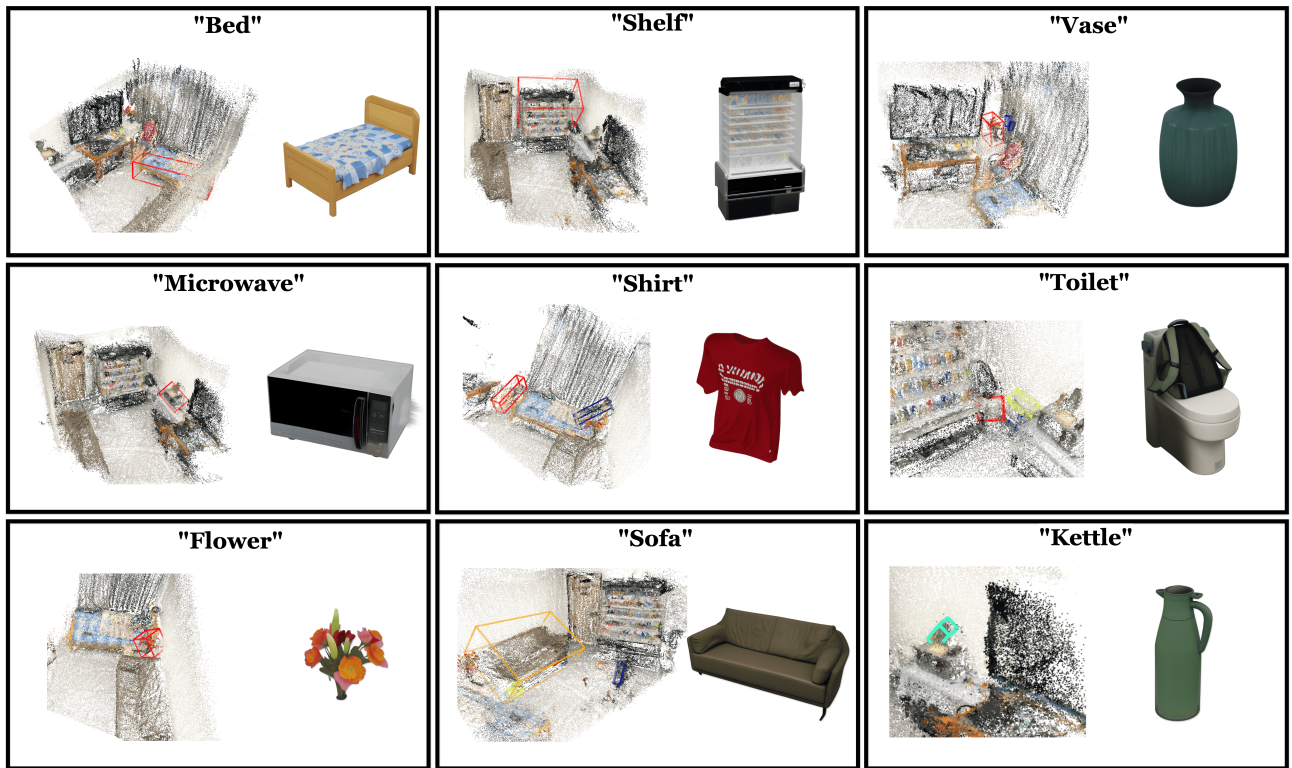 "Bed"
"Shelf"
"Vase"
"Microwave"
"Shirt"
"Toilet"
"Flower"
"Sofa"
"Kettle"